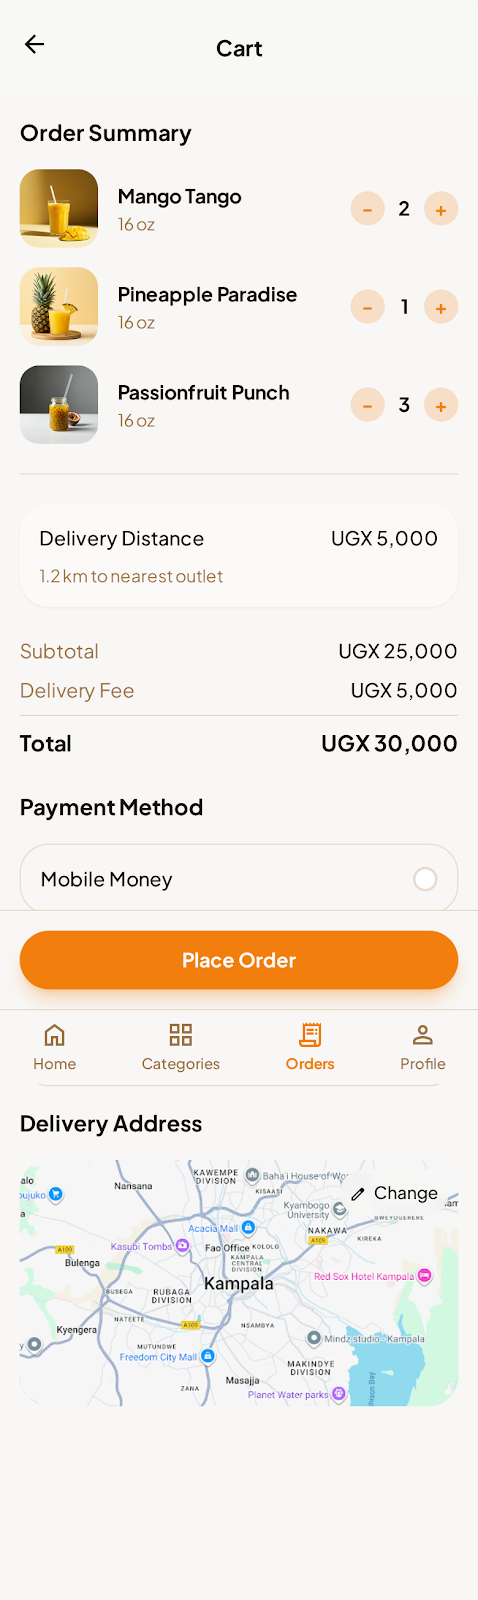 Cart
Order Summary
Mango Tango
16 oz
- 2 +
Pineapple Paradise
16 oz
- 1 +
Passionfruit Punch
16 oz
- 3 +
Delivery Distance UGX 5,000
1.2 km to nearest outlet
Subtotal UGX 25,000
Delivery Fee UGX 5,000
Total UGX 30,000
Payment Method
Mobile Money
Place Order
Home Categories Orders Profile
Delivery Address
Change
KAWEMPE
DIVISION
Baha'i House of Wo
alo
Nansana
KISAASI
oujuko
Kyambogo
University
am
a
Acacia Mall
NAKAWA
KIREKA
A109
Kasubi Tombs
Fao Office
KOLOLO
A109
Bulenga
KAMPALA
CENTRAL
DIVISION
Kampala
Red Sox Hotel Kampala
BUSEGA
RUBAGA
DIVISION
NATEETE
A109
NSAMBYA
Kyengera
y
MUTUNDWE
Mindz studio, Kampala
Freedom City Mall
MAKINDYE
DIVISION
Masajja
ZANA
Planet Water parks